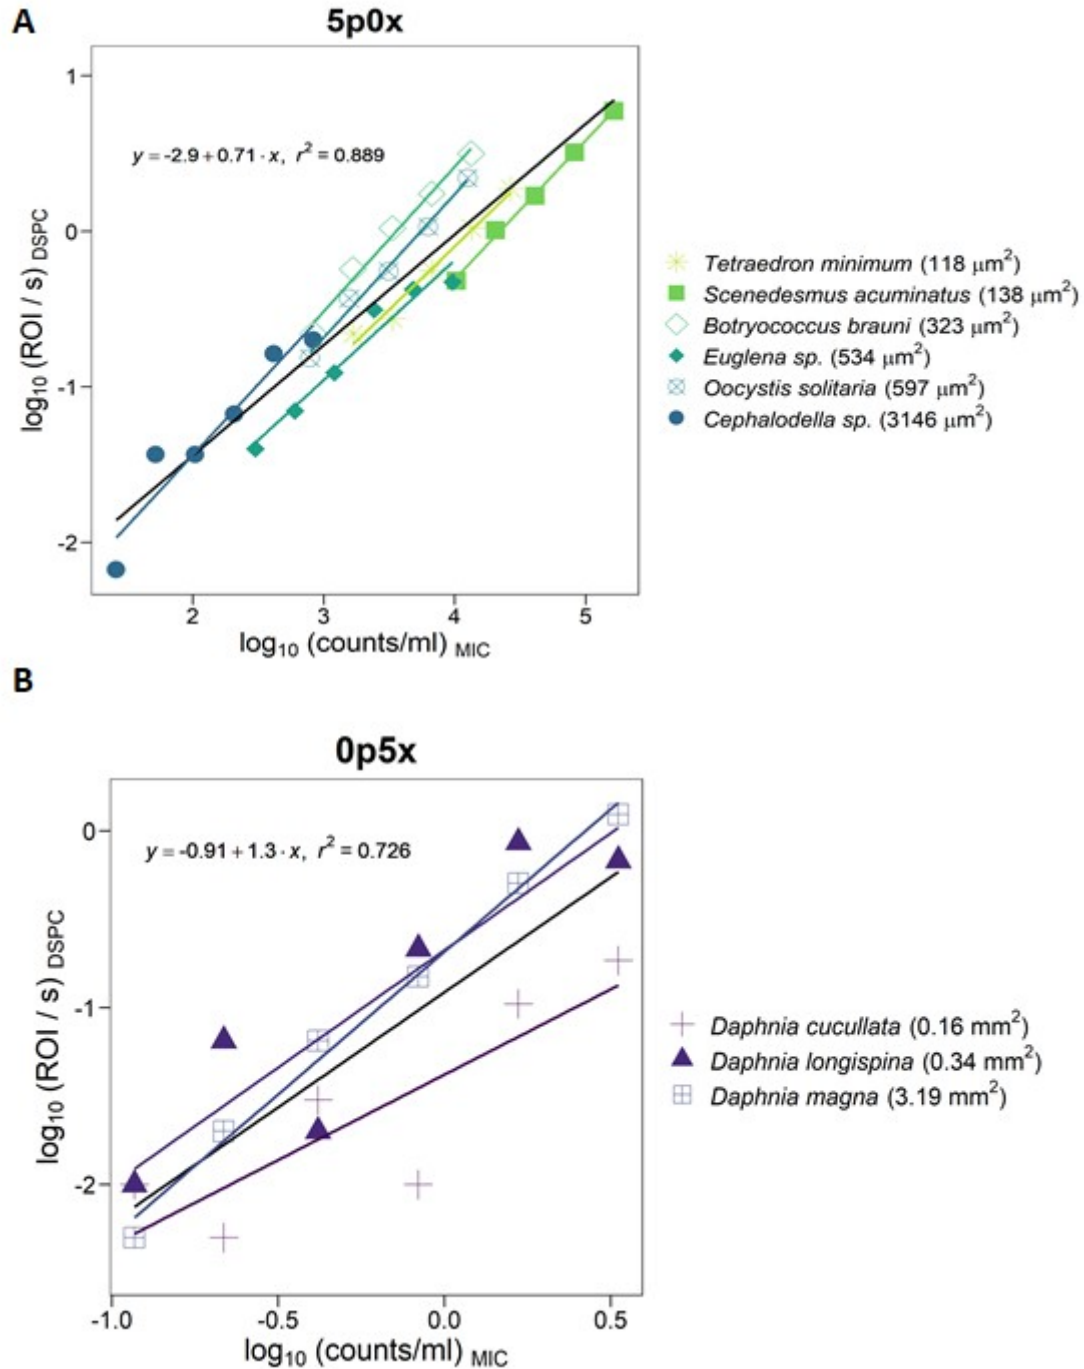 A
5p0x
1
0
-1
-2
y = -2.9 + 0.71 · x, r² = 0.889
log₁₀ (ROI / s) DSPC
2 3 4 5
log₁₀ (counts/ml) MIC
Tetraedron minimum (118 μm²)
Scenedesmus acuminatus (138 μm²)
Botryococcus brauni (323 μm²)
Euglena sp. (534 μm²)
Oocystis solitaria (597 μm²)
Cephalodella sp. (3146 μm²)
B
0p5x
0
-1
-2
y = -0.91 + 1.3 · x, r² = 0.726
log₁₀ (ROI / s) DSPC
-1.0 -0.5 0.0 0.5
log₁₀ (counts/ml) MIC
Daphnia cucullata (0.16 mm²)
Daphnia longispina (0.34 mm²)
Daphnia magna (3.19 mm²)